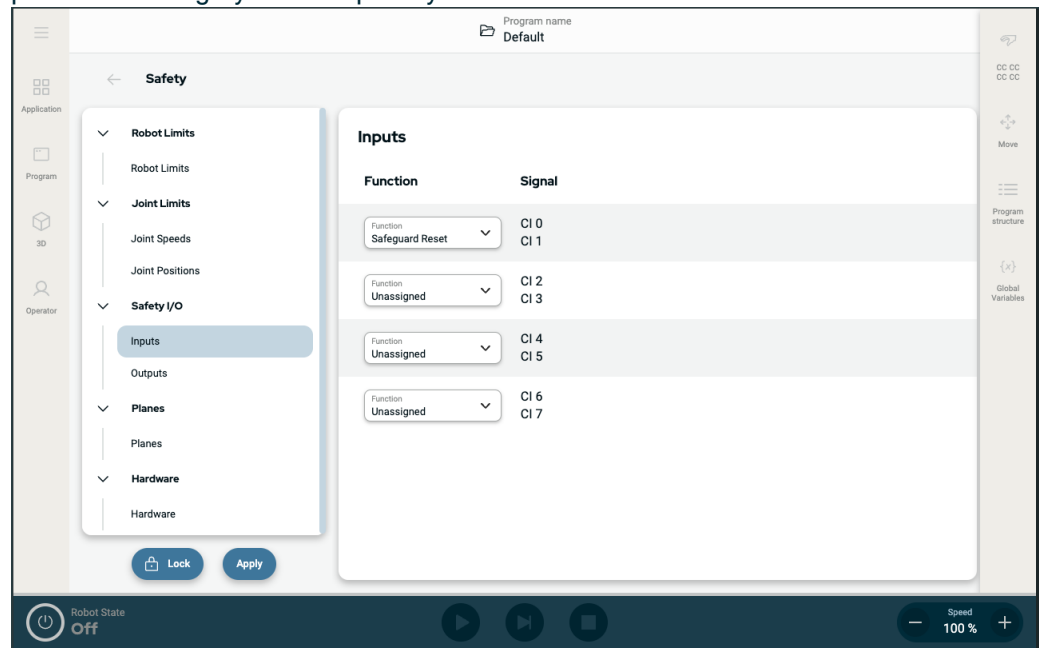 Program name
Default
CC CC
CC CC
Application
Program
3D
Operator
Safety
Robot Limits
Robot Limits
Joint Limits
Joint Speeds
Joint Positions
Safety I/O
Inputs
Outputs
Planes
Planes
Hardware
Hardware
Lock
Apply
Inputs
Function
Signal
Function
Safeguard Reset
CI 0
CI 1
Function
Unassigned
CI 2
CI 3
Function
Unassigned
CI 4
CI 5
Function
Unassigned
CI 6
CI 7
Move
Program
structure
{x}
Global
Variables
Robot State
Off
Speed
100 %